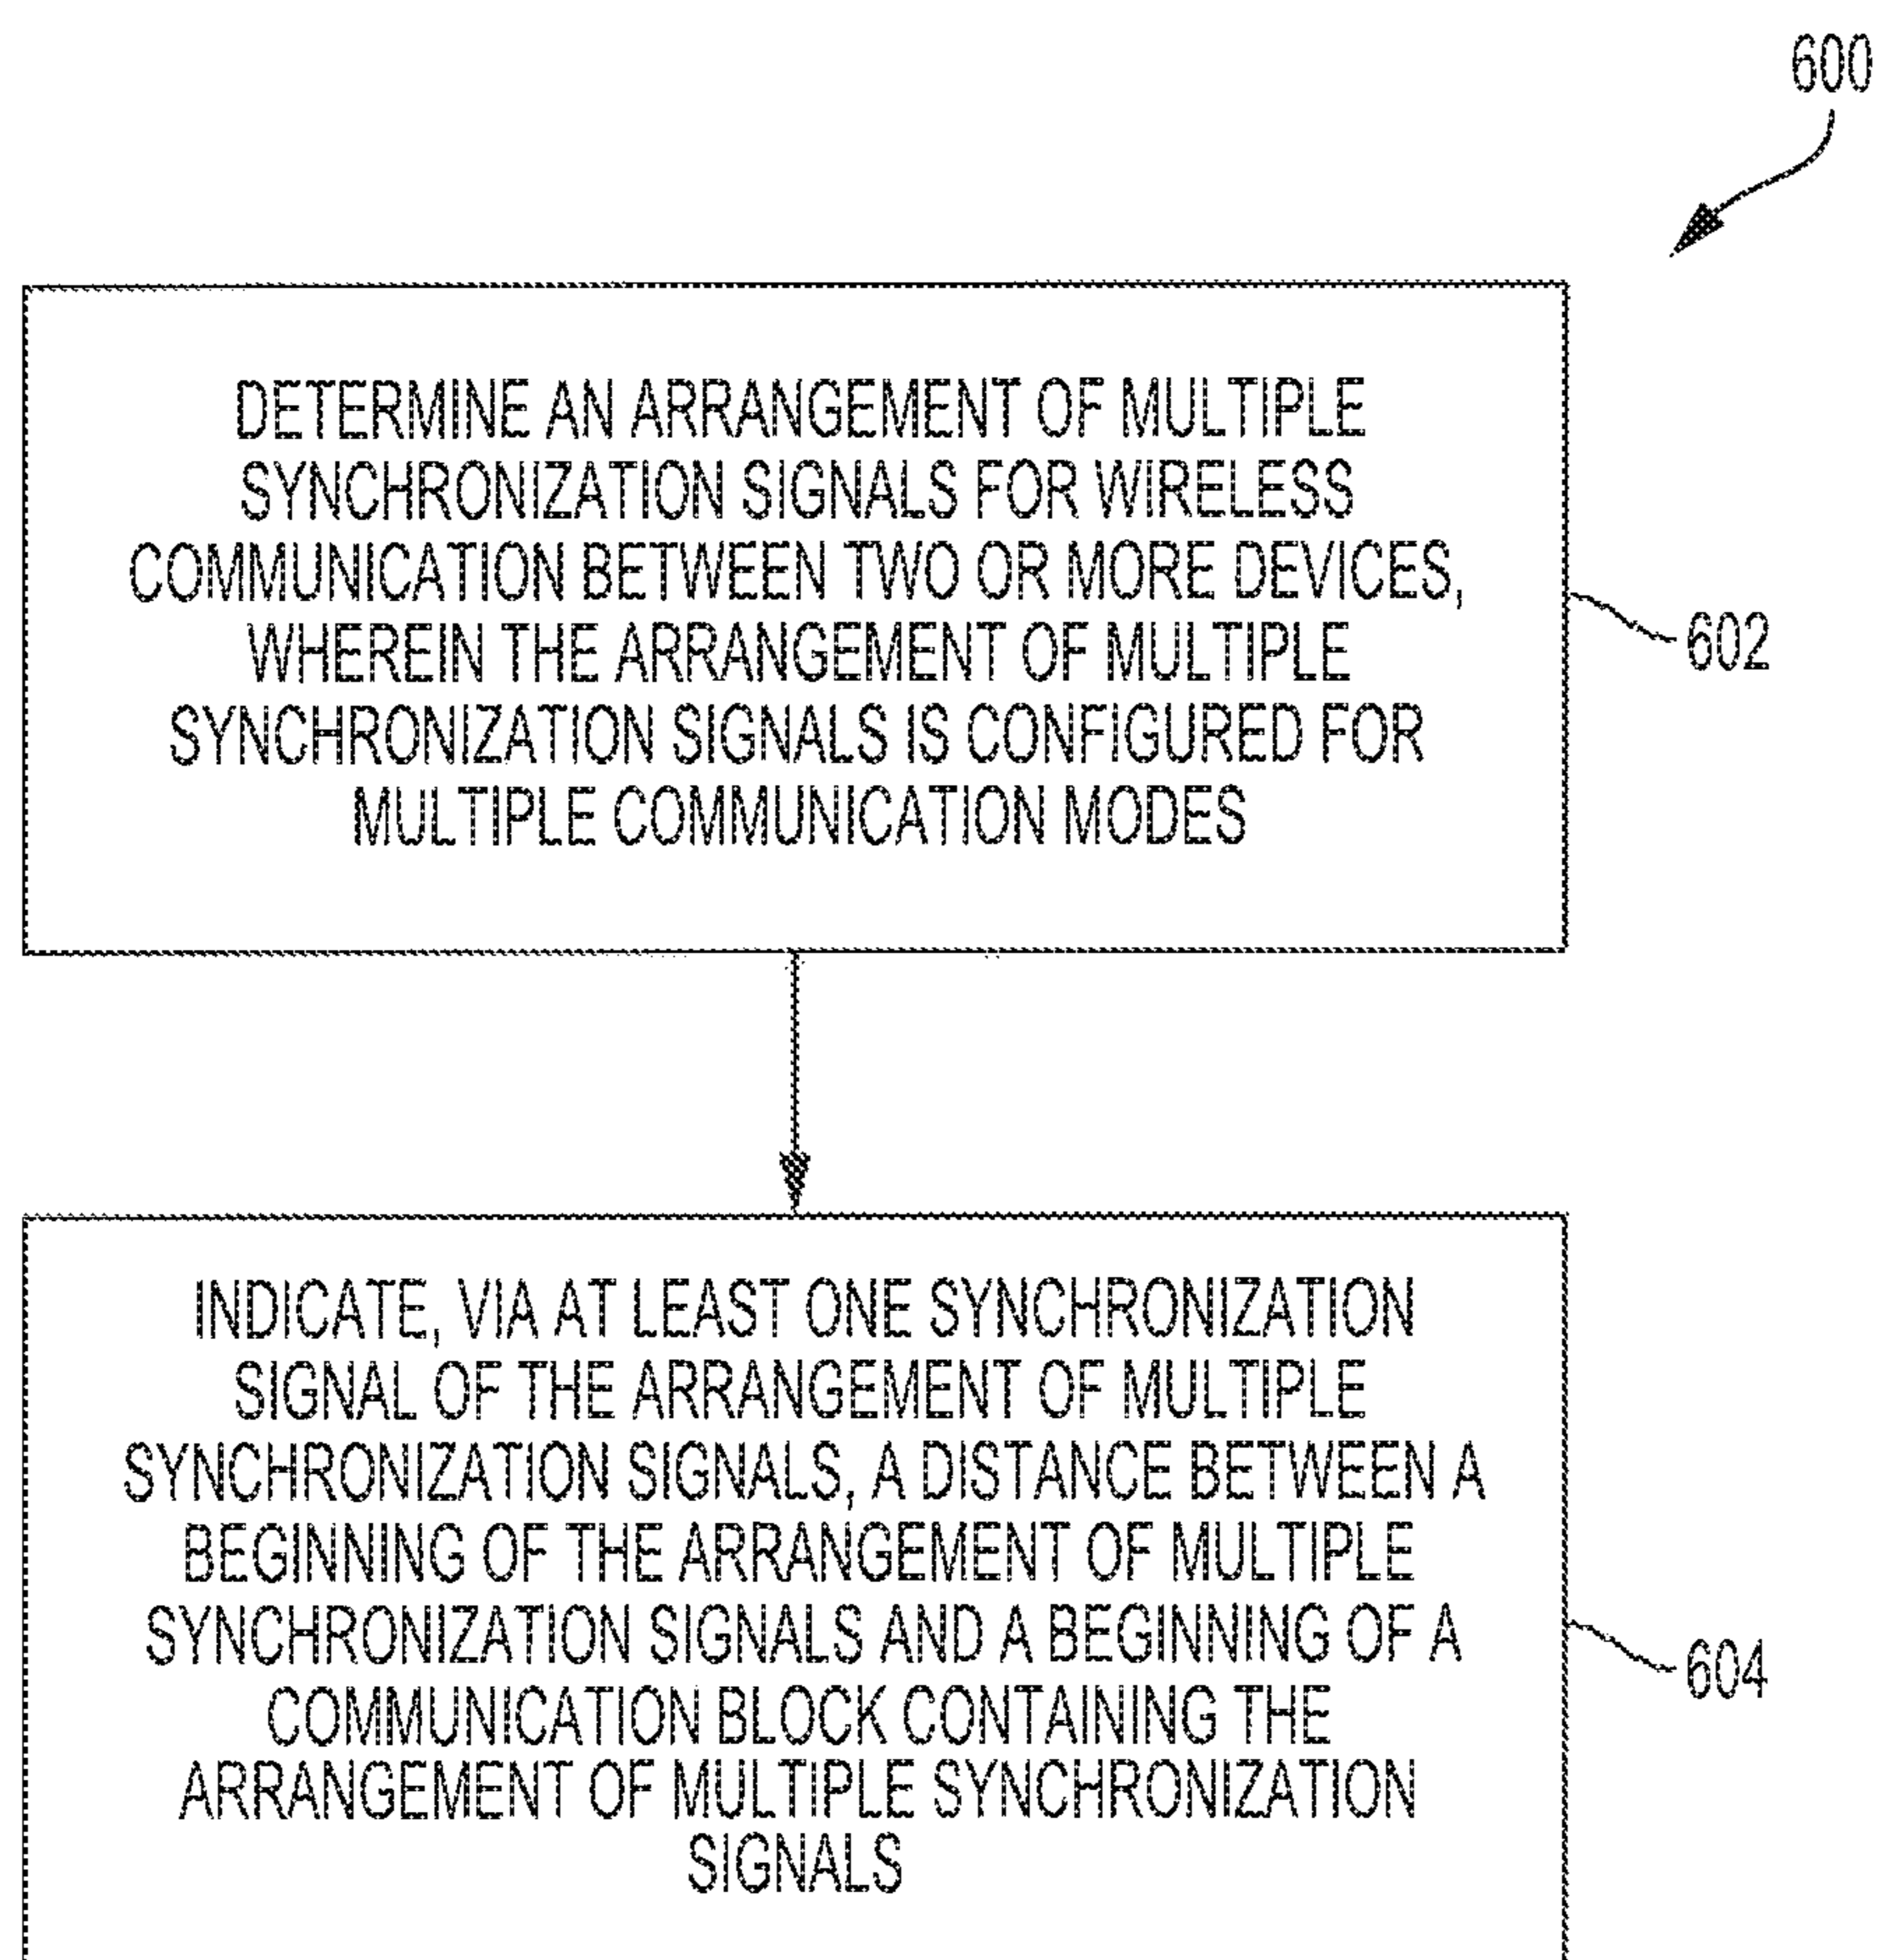 600
DETERMINE AN ARRANGEMENT OF MULTIPLE
SYNCHRONIZATION SIGNALS FOR WIRELESS
COMMUNICATION BETWEEN TWO OR MORE DEVICES,
WHEREIN THE ARRANGEMENT OF MULTIPLE
SYNCHRONIZATION SIGNALS IS CONFIGURED FOR
MULTIPLE COMMUNICATION MODES
602
INDICATE, VIA AT LEAST ONE SYNCHRONIZATION
SIGNAL OF THE ARRANGEMENT OF MULTIPLE
SYNCHRONIZATION SIGNALS, A DISTANCE BETWEEN A
BEGINNING OF THE ARRANGEMENT OF MULTIPLE
SYNCHRONIZATION SIGNALS AND A BEGINNING OF A
COMMUNICATION BLOCK CONTAINING THE
ARRANGEMENT OF MULTIPLE SYNCHRONIZATION
SIGNALS
604